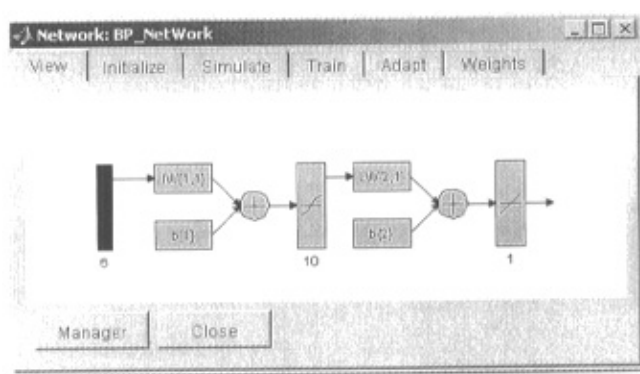 Network: BP_NetWork
View Initialize Simulate Train Adapt Weights
IW{1,1} LW{2,1}
b{1} b{2}
6 10 1
Manager Close